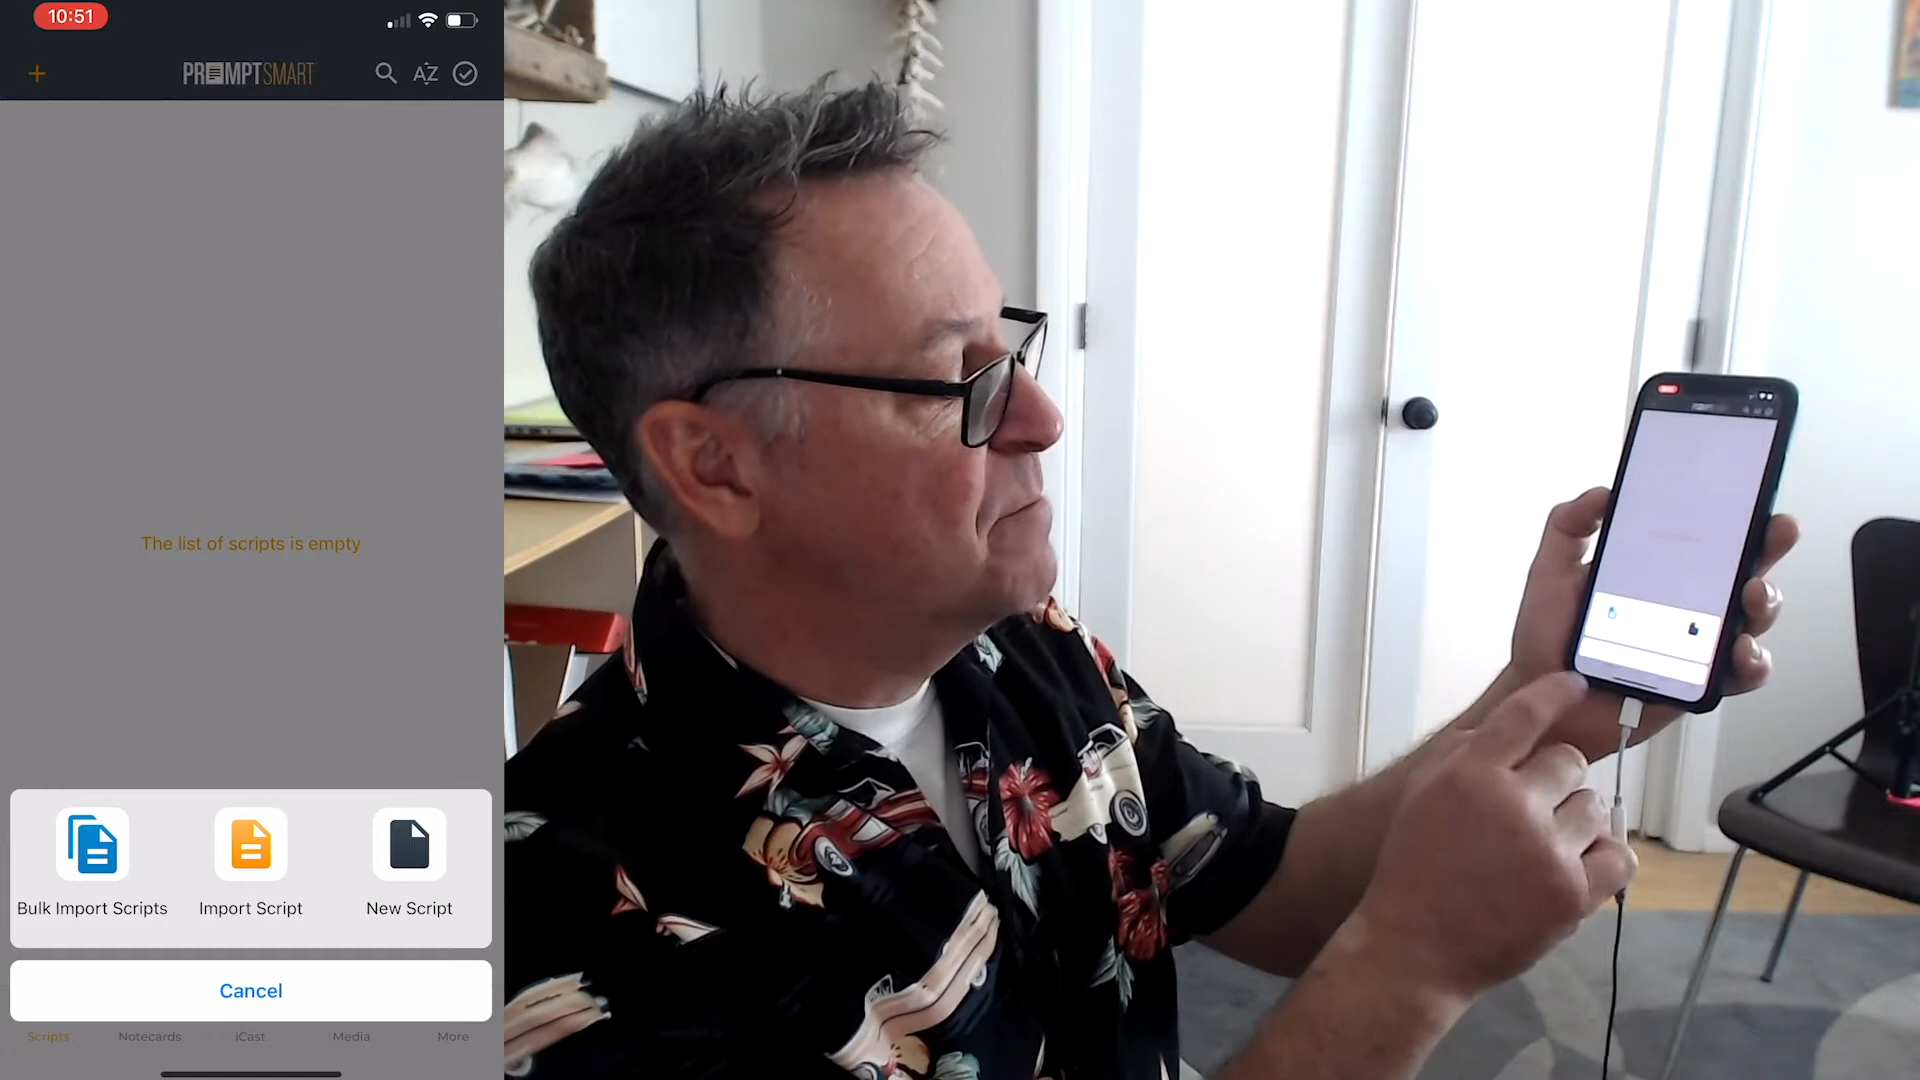 10:51
PROMPTSMART
AZ
The list of scripts is empty
Bulk Import Scripts
Import Script
New Script
Cancel
Scripts
Notecards
iCast
Media
More